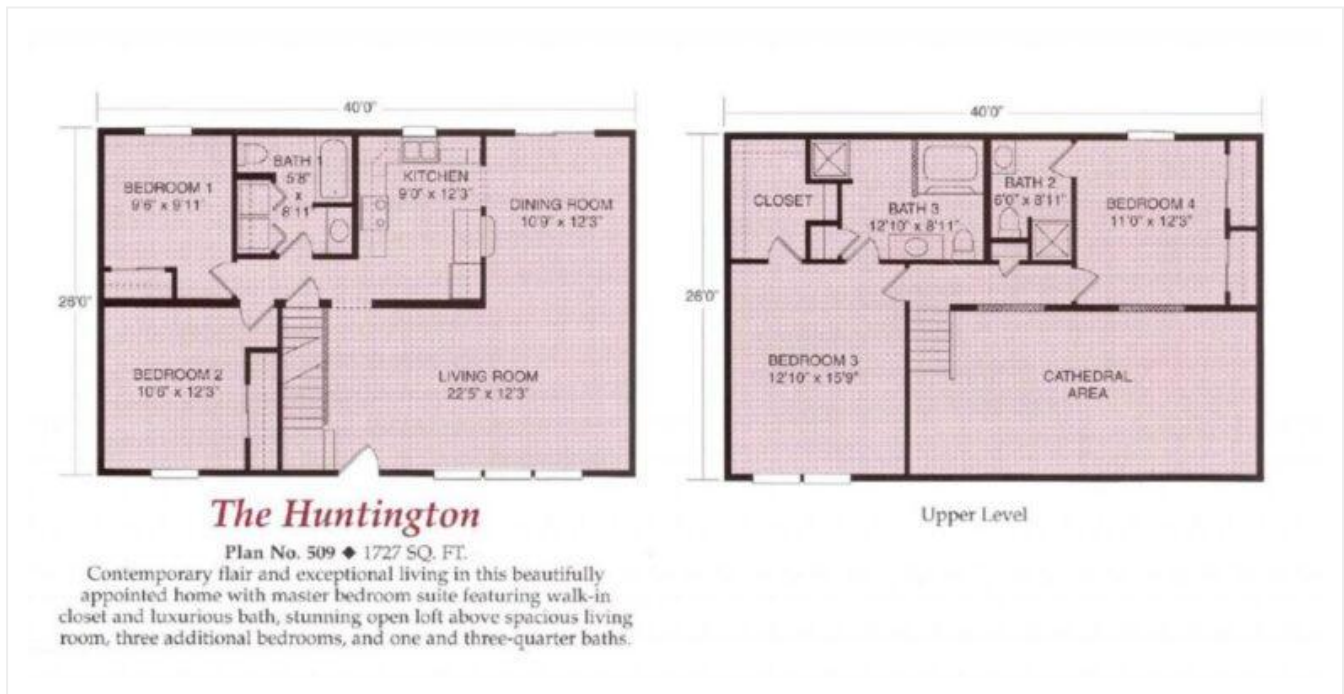 40'0"
26'0"
BEDROOM 1
9'6" x 9'11"
BATH 1
5'8"
x
8'11"
KITCHEN
9'0" x 12'3"
DINING ROOM
10'9" x 12'3"
BEDROOM 2
10'6" x 12'3"
LIVING ROOM
22'5" x 12'3"
40'0"
26'0"
CLOSET
BATH 3
12'10" x 8'11"
BATH 2
6'0" x 8'11"
BEDROOM 4
11'0" x 12'3"
BEDROOM 3
12'10" x 15'9"
CATHEDRAL
AREA
Upper Level
The Huntington
Plan No. 509 ◆ 1727 SQ. FT.
Contemporary flair and exceptional living in this beautifully
appointed home with master bedroom suite featuring walk-in
closet and luxurious bath, stunning open loft above spacious living
room, three additional bedrooms, and one and three-quarter baths.